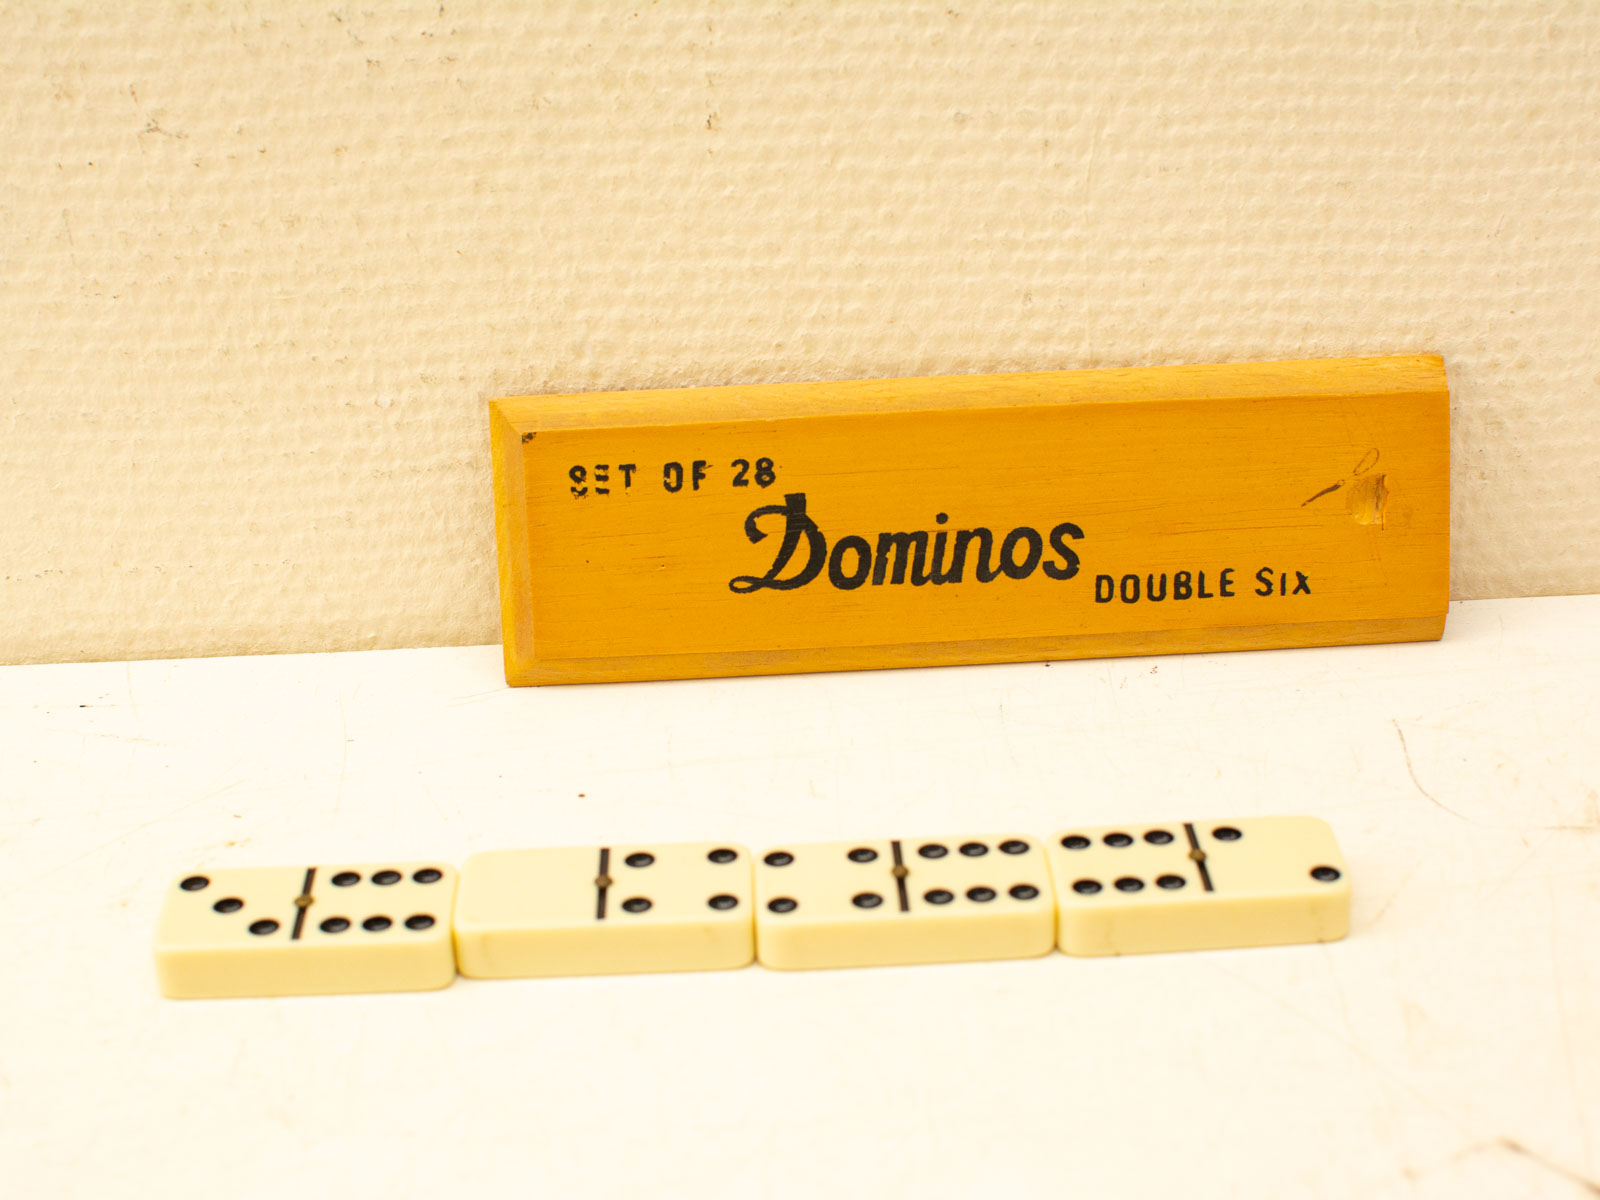 SET OF 28
Dominos
DOUBLE SIX